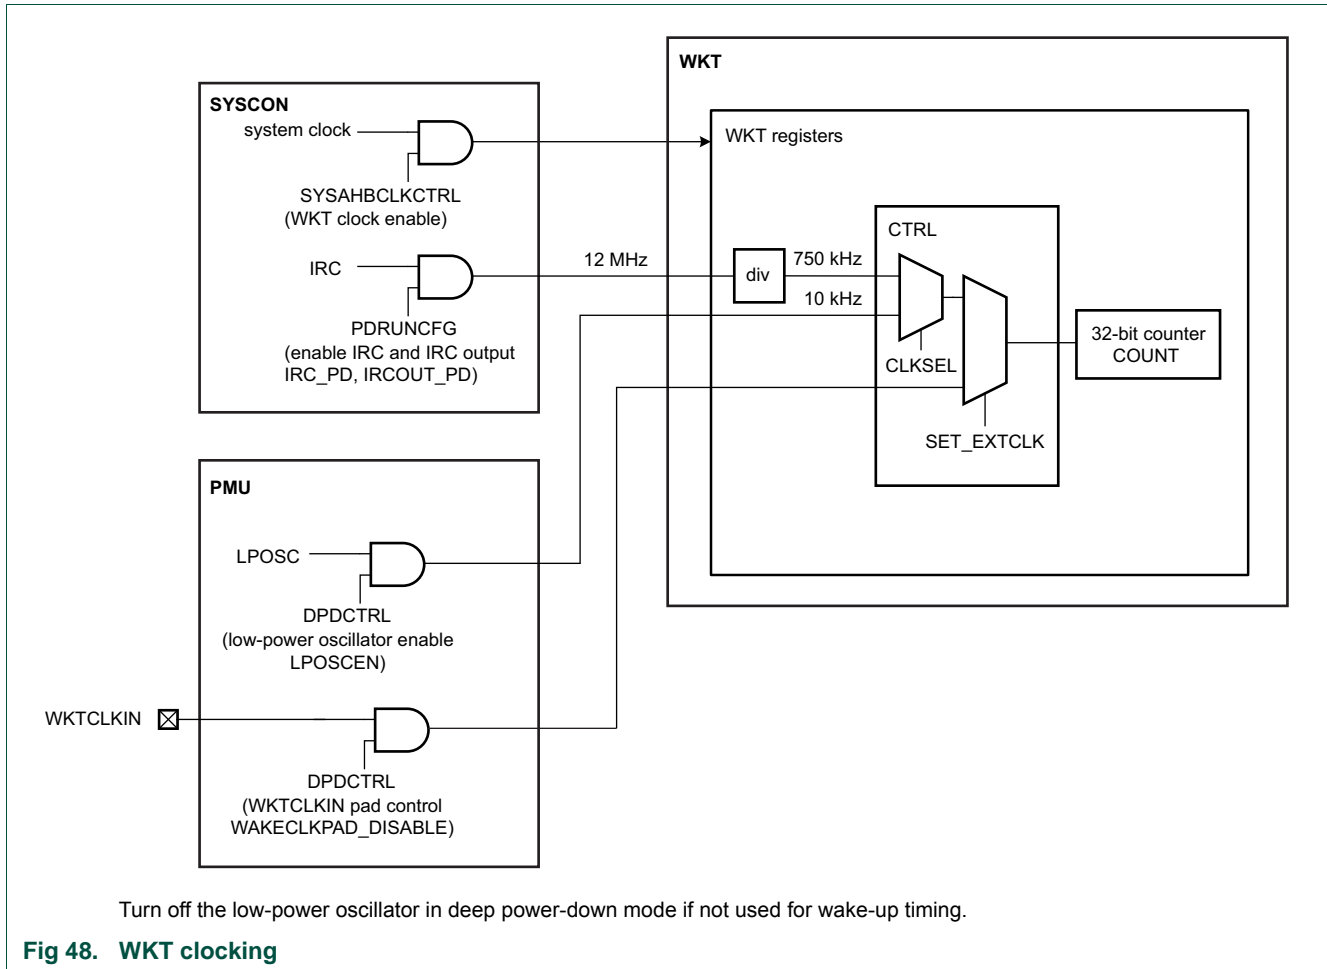 WKT
SYSCON
system clock
WKT registers
SYSAHBCLKCTRL
(WKT clock enable)
CTRL
IRC
12 MHz
div
750 kHz
10 kHz
PDRUNCFG
(enable IRC and IRC output
IRC_PD, IRCOUT_PD)
CLKSEL
32-bit counter
COUNT
SET_EXTCLK
PMU
LPOSC
DPDCTRL
(low-power oscillator enable
LPOSCEN)
WKTCLKIN
DPDCTRL
(WKTCLKIN pad control
WAKECLKPAD_DISABLE)
Turn off the low-power oscillator in deep power-down mode if not used for wake-up timing.
Fig 48. WKT clocking